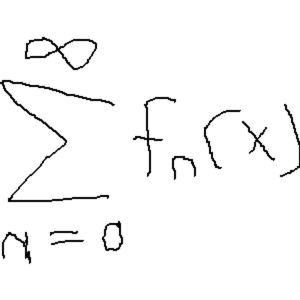 ∞
∑ fₙ(x)
n = 0